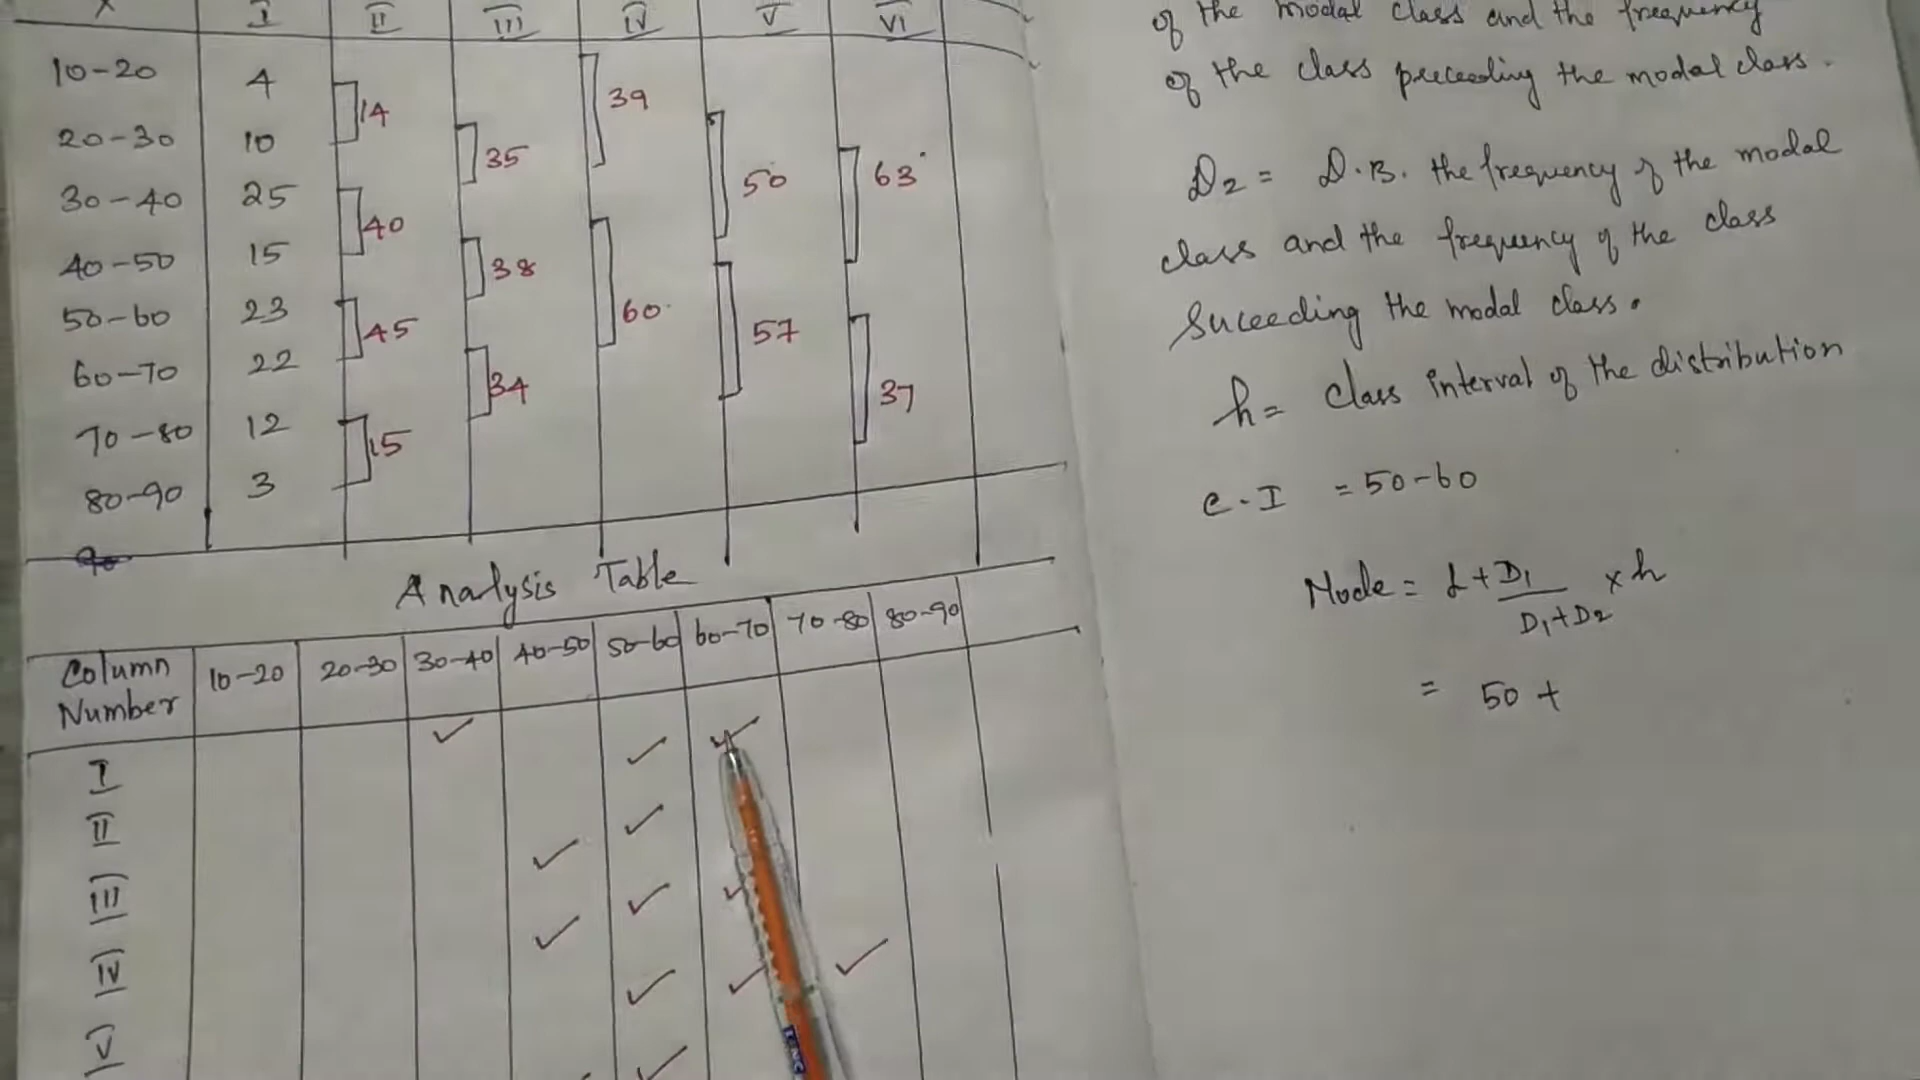 X I II III IV V VI
10-20 4
14
39
20-30 10
35
50
63
30-40 25
40
40-50 15
38
60
50-60 23
45
57
60-70 22
34
37
70-80 12
15
80-90 3
Analysis Table
Column Number 10-20 20-30 30-40 40-50 50-60 60-70 70-80 80-90
I ✓ ✓ ✓
II ✓ ✓
III ✓ ✓ ✓
IV ✓ ✓ ✓
V ✓
of the modal class and the frequency
of the class preceeding the modal class.
D2 = D.B. the frequency of the modal
class and the frequency of the class
Suceeding the modal class.
h = class interval of the distribution
C-I = 50-60
Mode = L + D1 / D1+D2 × h
= 50 +